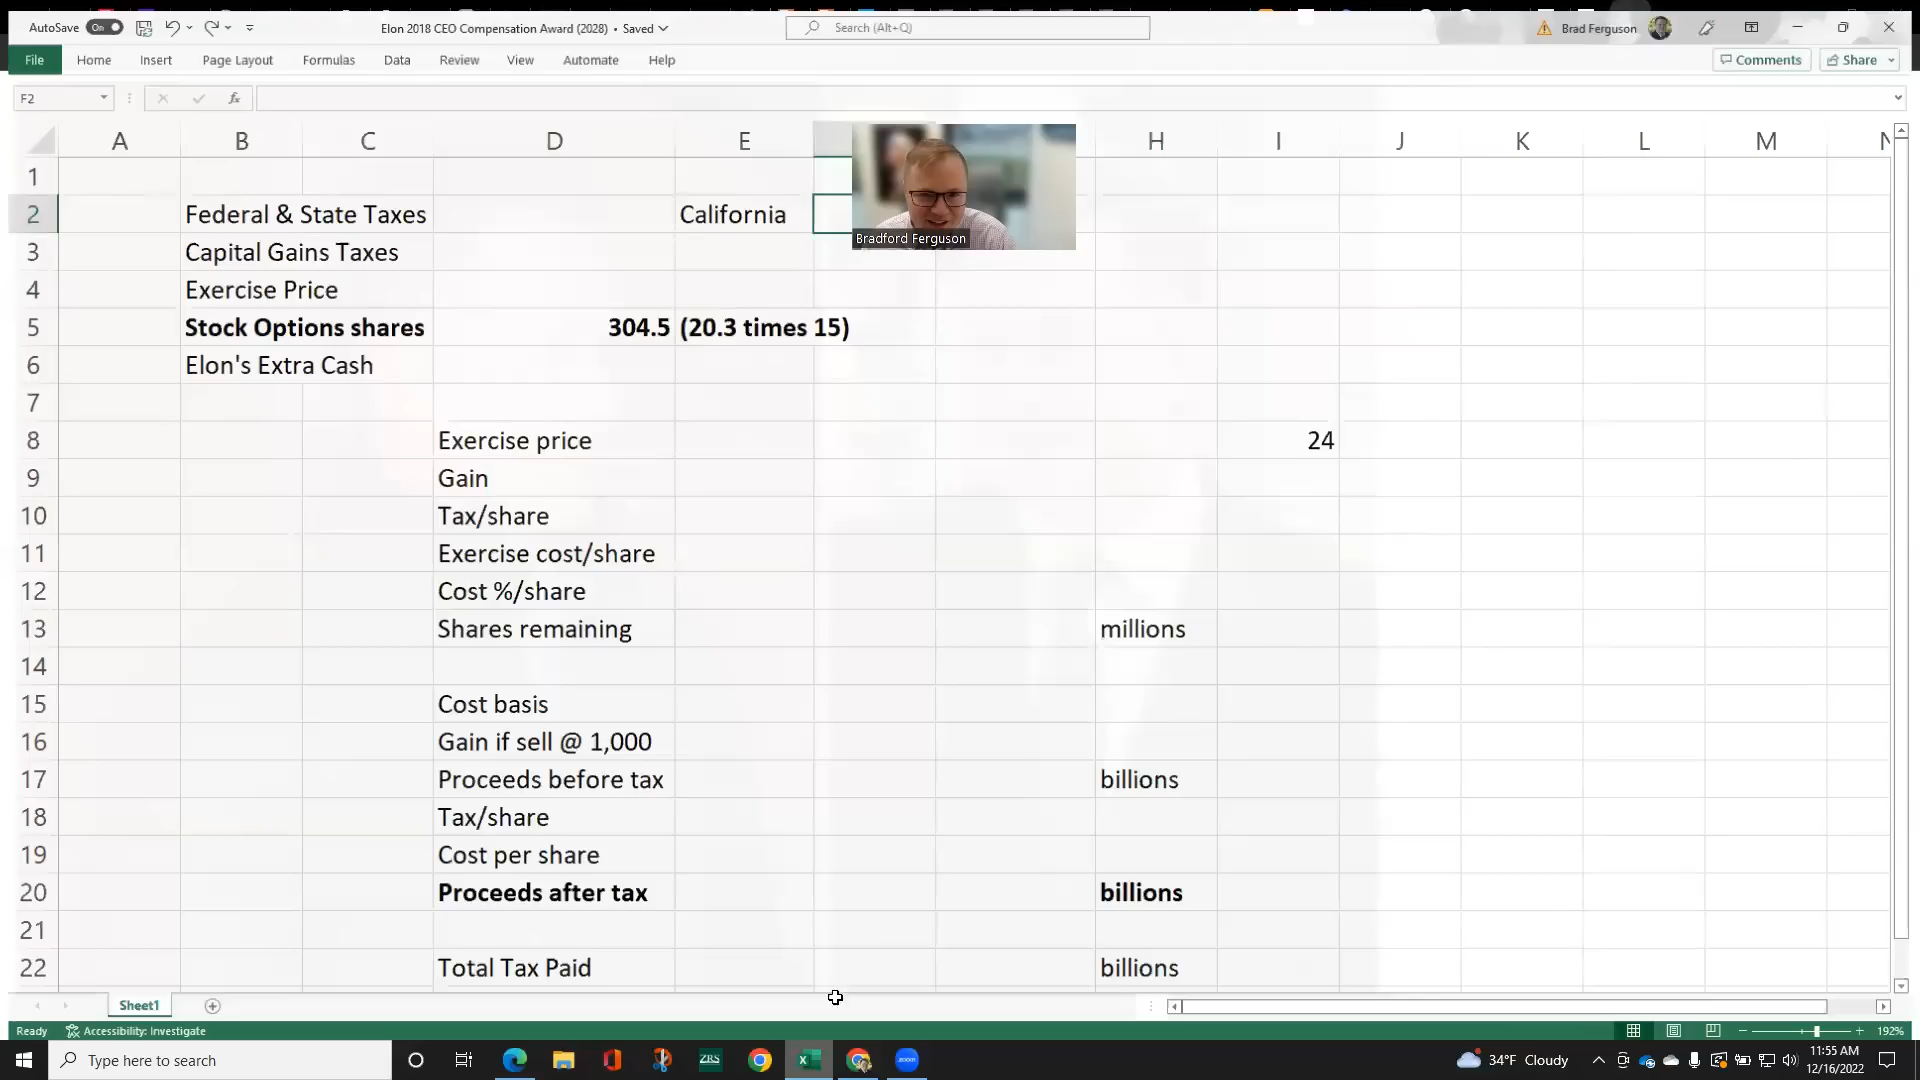 AutoSave On Elon 2018 CEO Compensation Award (2028) • Saved Search (Alt+Q) Brad Ferguson
File Home Insert Page Layout Formulas Data Review View Automate Help Comments Share
F2 fx
A B C D E H I J K L M N
1
2 Federal & State Taxes California
Bradford Ferguson
3 Capital Gains Taxes
4 Exercise Price
5 Stock Options shares 304.5 (20.3 times 15)
6 Elon's Extra Cash
7
8 Exercise price 24
9 Gain
10 Tax/share
11 Exercise cost/share
12 Cost %/share
13 Shares remaining millions
14
15 Cost basis
16 Gain if sell @ 1,000
17 Proceeds before tax billions
18 Tax/share
19 Cost per share
20 Proceeds after tax billions
21
22 Total Tax Paid billions
Sheet1
Ready Accessibility: Investigate 192%
Type here to search ZRS zoom 34°F Cloudy 11:55 AM
12/16/2022